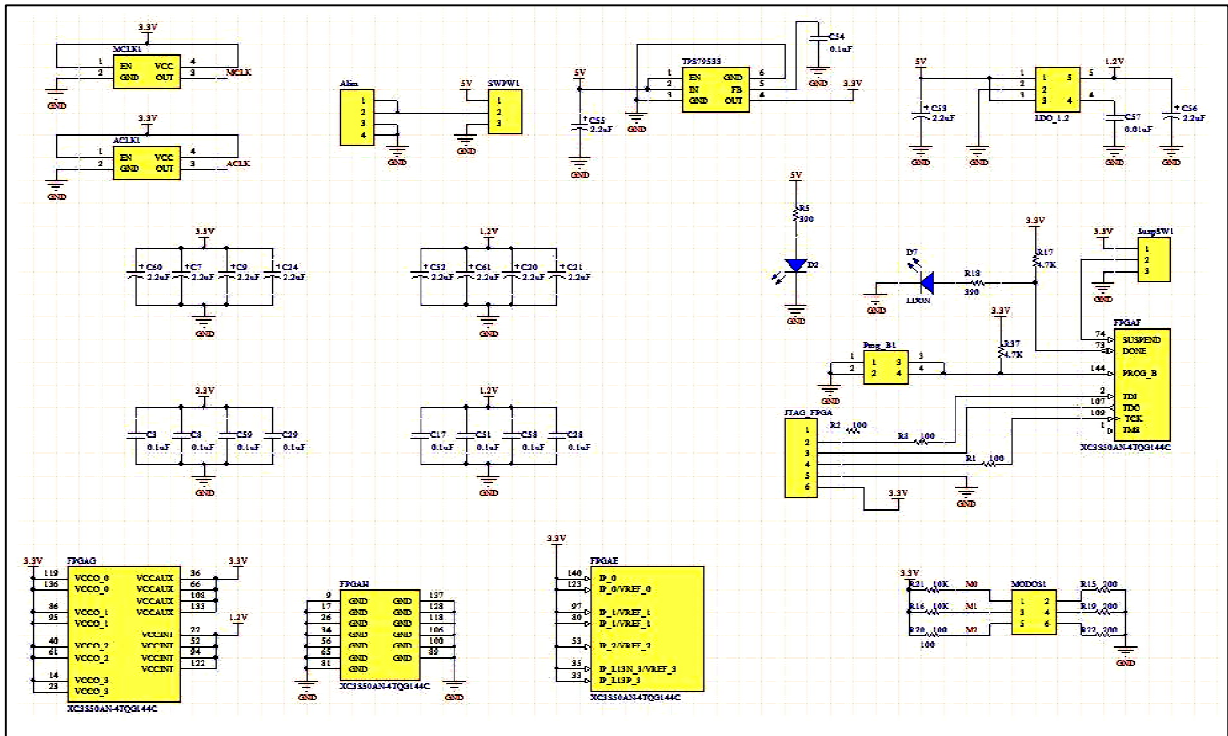 3.3V
MCLK1
1 EN VCC 4
2 GND OUT 3 MCLK
GND
3.3V
ACLK1
1 EN VCC 4
2 GND OUT 3 ACLK
GND
Alim
1
2
3
4
GND
5V
SWPW1
1
2
3
GND
5V
C55
2.2uF
GND
TPS79533
1 EN GND 6
2 IN FB 5
3 GND OUT 4
C54
0.1uF
GND
3.3V
5V
C53
2.2uF
GND
GND
1 1 5 5
2 2
3 3 4 4
LDO_1.2
1.2V
C57
0.01uF
GND
C56
2.2uF
GND
3.3V
C60 C7 C9 C24
2.2uF 2.2uF 2.2uF 2.2uF
GND
1.2V
C52 C61 C20 C21
2.2uF 2.2uF 2.2uF 2.2uF
GND
5V
R5
390
D2
GND
D7
LDON
GND
R18
390
3.3V
R17
4.7K
3.3V
SuspSW1
1
2
3
GND
3.3V
R37
4.7K
Prog_B1
1 1 3 3
2 2 4 4
GND
FPGAF
74 SUSPEND
73 DONE
144 PROG_B
2 TDI
107 TDO
109 TCK
1 TMS
XC3S50AN-4TQG144C
3.3V
C3 C8 C59 C29
0.1uF 0.1uF 0.1uF 0.1uF
GND
1.2V
C17 C51 C58 C28
0.1uF 0.1uF 0.1uF 0.1uF
GND
JTAG_FPGA
1
2
3
4
5
6
R2 100
R3 100
R1 100
GND
3.3V
3.3V
FPGAG
119 VCCO_0 VCCAUX 36
136 VCCO_0 VCCAUX 66
VCCAUX 108
86 VCCO_1 VCCAUX 133
95 VCCO_1
VCCINT 22
40 VCCO_2 VCCINT 52
61 VCCO_2 VCCINT 94
VCCINT 122
14 VCCO_3
23 VCCO_3
XC3S50AN-4TQG144C
3.3V
1.2V
FPGAH
9 GND GND 137
17 GND GND 128
26 GND GND 118
34 GND GND 106
56 GND GND 100
65 GND GND 89
81 GND
XC3S50AN-4TQG144C
GND
GND
3.3V
FPGAE
140 IP_0
123 IP_0/VREF_0
97 IP_1/VREF_1
80 IP_1/VREF_1
53 IP_2/VREF_2
35 IP_L13N_3/VREF_3
33 IP_L13P_3
XC3S50AN-4TQG144C
3.3V
MODOS1
R21 10K M0 1 2 R15 200
R16 10K M1 3 4 R19 200
R20 100 M2 5 6 R22 200
100
GND